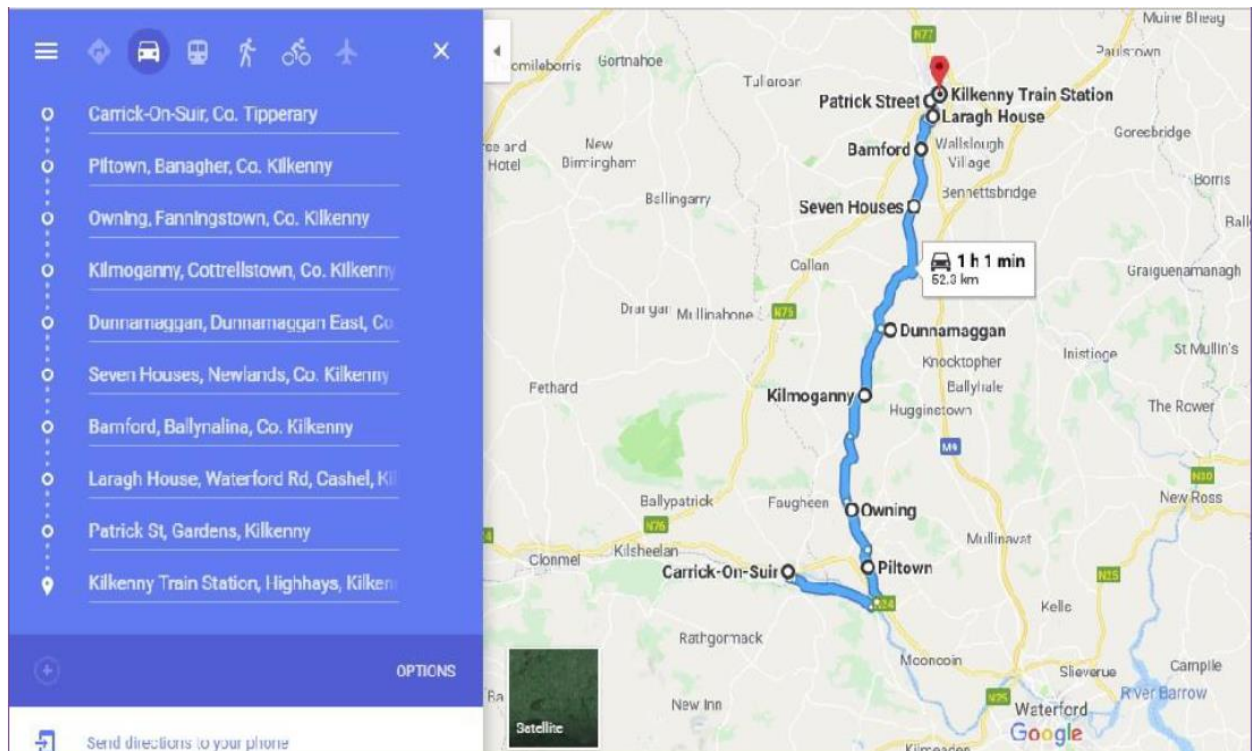 Carrick-On-Suir, Co. Tipperary
Piltown, Banagher, Co. Kilkenny
Owning, Fanningstown, Co. Kilkenny
Kilmoganny, Cottrellstown, Co. Kilkenny
Dunnamaggan, Dunnamaggan East, Co.
Seven Houses, Newlands, Co. Kilkenny
Bamford, Ballynalina, Co. Kilkenny
Laragh House, Waterford Rd, Cashel, Kil
Patrick St, Gardens, Kilkenny
Kilkenny Train Station, Highhays, Kilken
OPTIONS
Send directions to your phone
Muine Bheag
N77
Paulstown
Gortnahoe
Tullaroan
Patrick Street
Kilkenny Train Station
Laragh House
Goresbridge
New
Birmingham
Hotel
Bamford
Wallslough
Village
Borris
Ballingarry
Seven Houses
Bennettsbridge
Callan
1 h 1 min
52.3 km
Graiguenamanagh
Drangan
Mullinahone
N76
Dunnamaggan
Inistioge
St Mullin's
Knocktopher
Fethard
Kilmoganny
Ballyhale
Hugginstown
The Rower
M9
N30
New Ross
Ballypatrick
Faugheen
Owning
N76
Mullinavat
Clonmel
Kilsheelan
Carrick-On-Suir
Piltown
N25
N24
Kells
Rathgormack
Mooncoin
Slieverue
Campile
New Inn
N25
River Barrow
Waterford
Satellite
Google